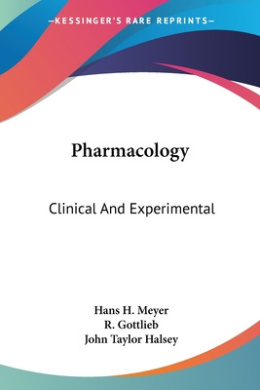 KESSINGER'S RARE REPRINTS
Pharmacology
Clinical And Experimental
Hans H. Meyer
R. Gottlieb
John Taylor Halsey